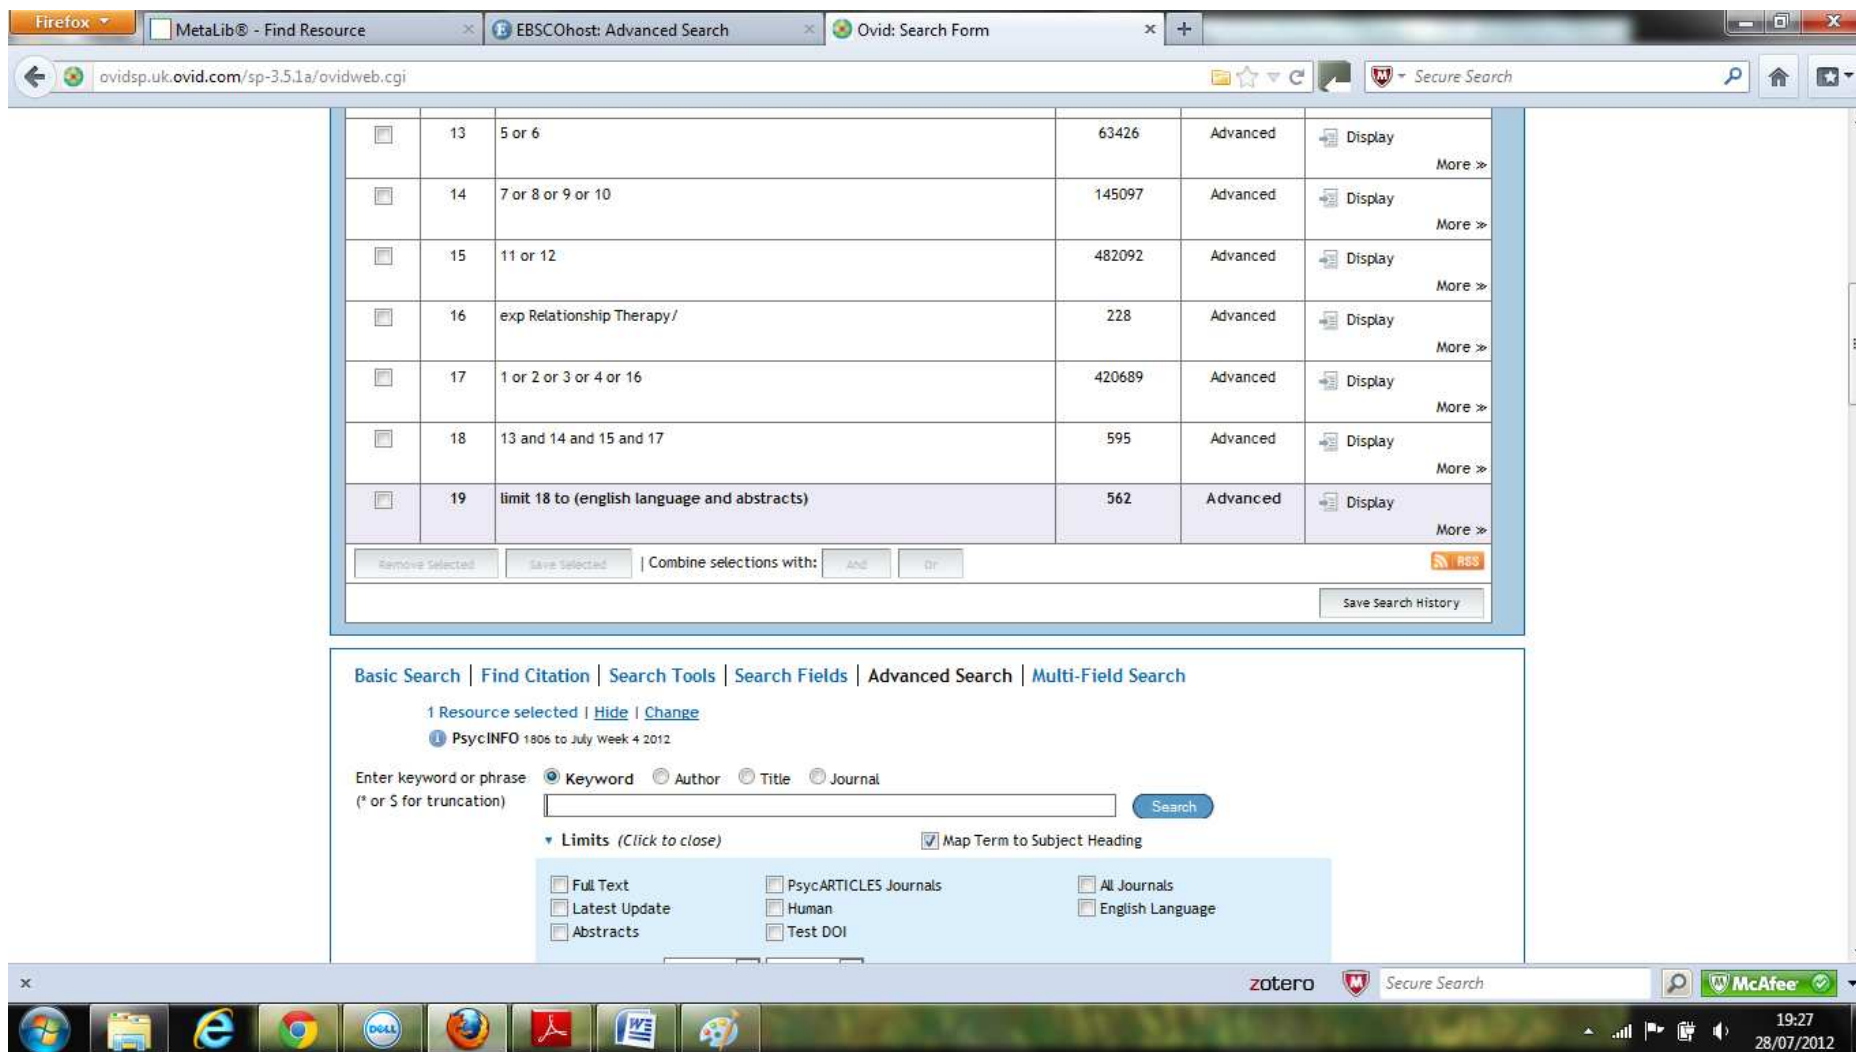 Firefox
MetaLib® - Find Resource
EBSCOhost: Advanced Search
Ovid: Search Form
ovidsp.uk.ovid.com/sp-3.5.1a/ovidweb.cgi
Secure Search
13 5 or 6 63426 Advanced Display
More »
14 7 or 8 or 9 or 10 145097 Advanced Display
More »
15 11 or 12 482092 Advanced Display
More »
16 exp Relationship Therapy/ 228 Advanced Display
More »
17 1 or 2 or 3 or 4 or 16 420689 Advanced Display
More »
18 13 and 14 and 15 and 17 595 Advanced Display
More »
19 limit 18 to (english language and abstracts) 562 Advanced Display
More »
Remove Selected Save Selected | Combine selections with: And Or RSS
Save Search History
Basic Search | Find Citation | Search Tools | Search Fields | Advanced Search | Multi-Field Search
1 Resource selected | Hide | Change
PsycINFO 1806 to July Week 4 2012
Enter keyword or phrase Keyword Author Title Journal
(* or $ for truncation) Search
Limits (Click to close) Map Term to Subject Heading
Full Text PsycARTICLES Journals All Journals
Latest Update Human English Language
Abstracts Test DOI
zotero Secure Search McAfee
DELL
19:27
28/07/2012